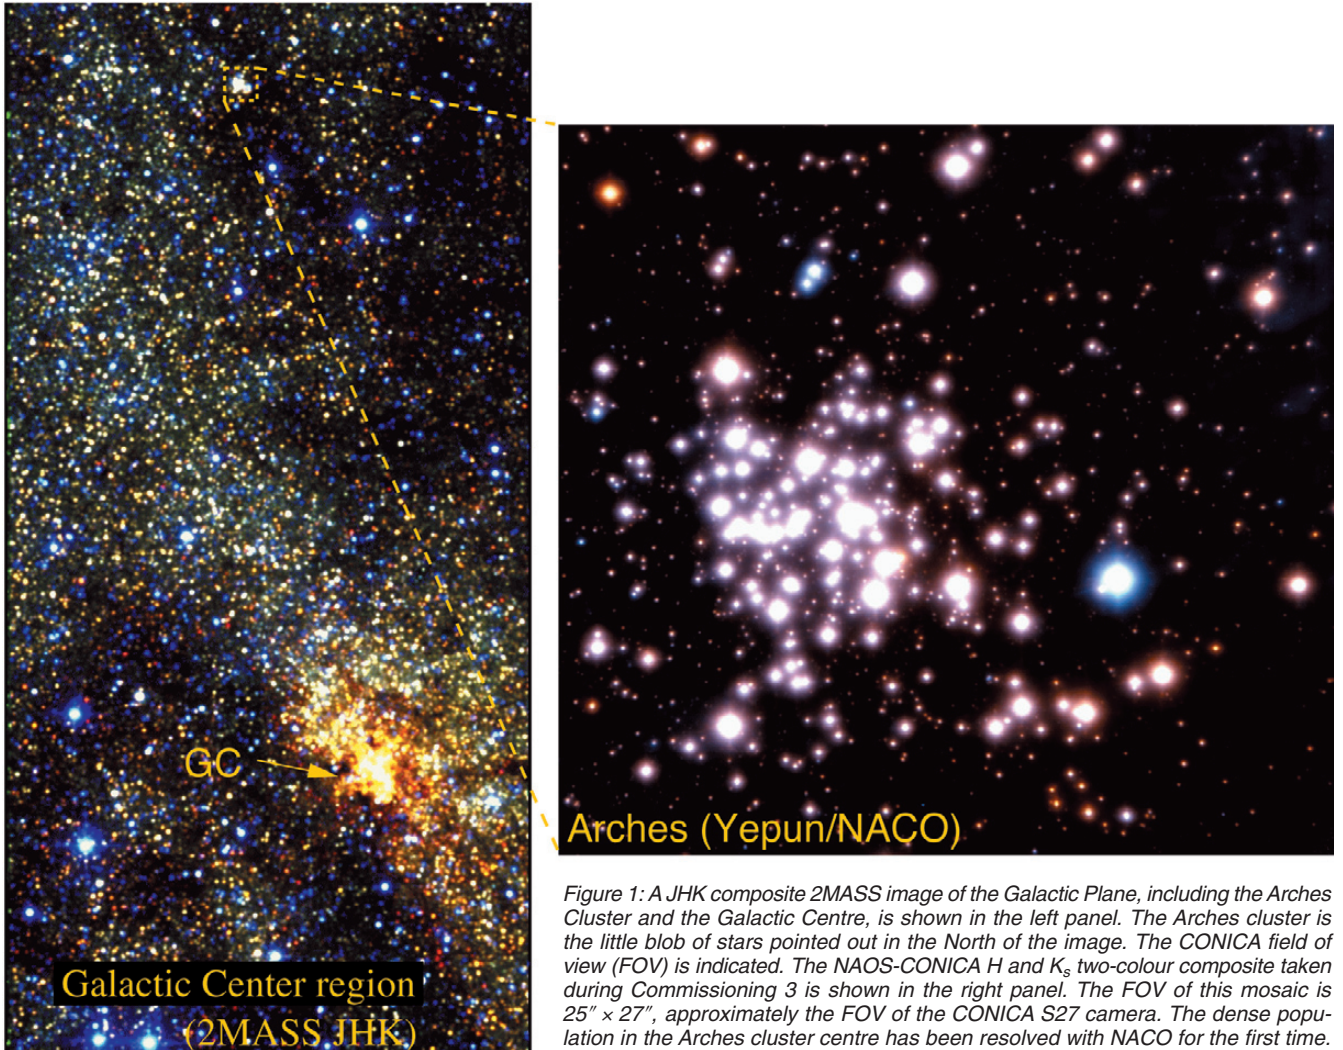 GC
Galactic Center region
(2MASS JHK)
Arches (Yepun/NACO)
Figure 1: A JHK composite 2MASS image of the Galactic Plane, including the Arches
Cluster and the Galactic Centre, is shown in the left panel. The Arches cluster is
the little blob of stars pointed out in the North of the image. The CONICA field of
view (FOV) is indicated. The NAOS-CONICA H and Ks two-colour composite taken
during Commissioning 3 is shown in the right panel. The FOV of this mosaic is
25″ × 27″, approximately the FOV of the CONICA S27 camera. The dense popu-
lation in the Arches cluster centre has been resolved with NACO for the first time.